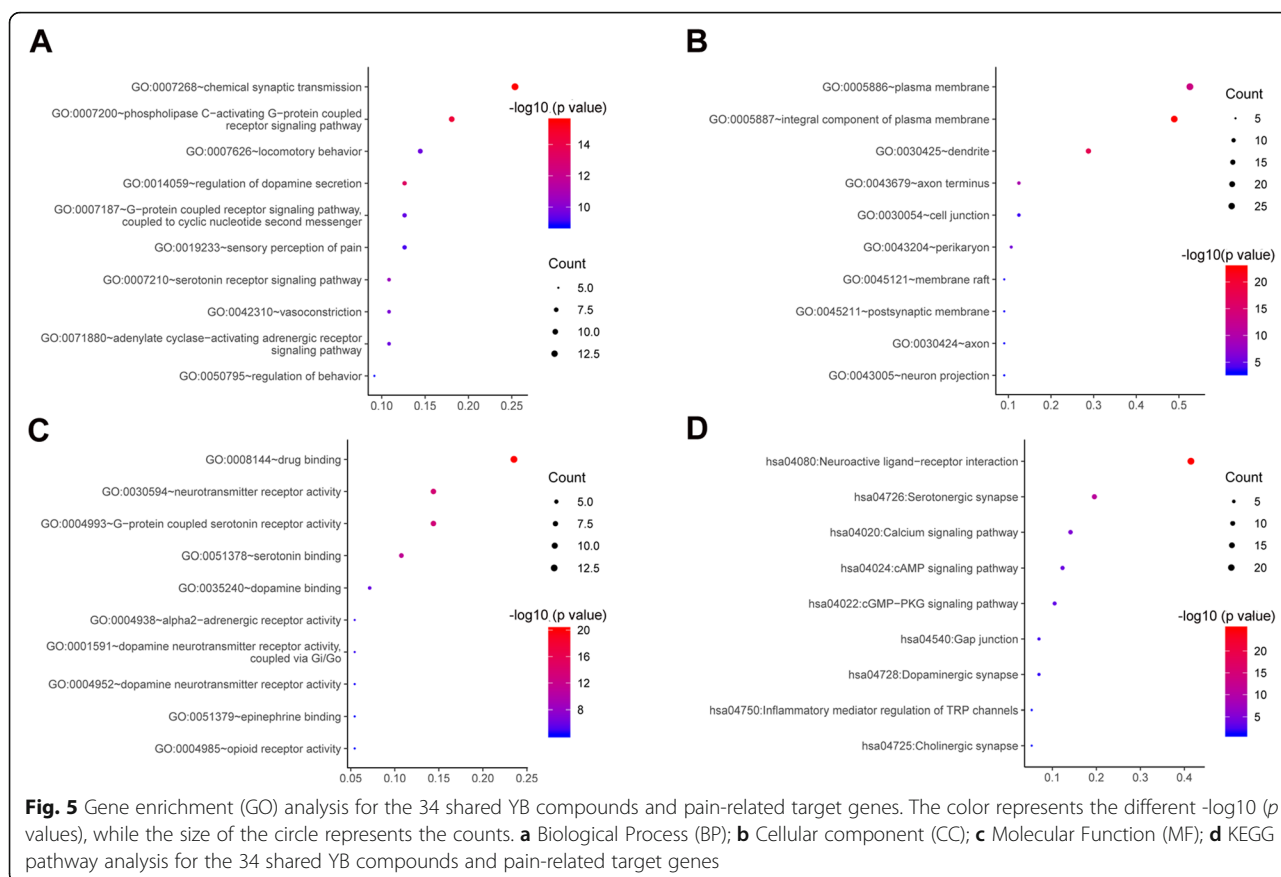 A
GO:0007268~chemical synaptic transmission
GO:0007200~phospholipase C−activating G−protein coupled
receptor signaling pathway
GO:0007626~locomotory behavior
GO:0014059~regulation of dopamine secretion
GO:0007187~G−protein coupled receptor signaling pathway,
coupled to cyclic nucleotide second messenger
GO:0019233~sensory perception of pain
GO:0007210~serotonin receptor signaling pathway
GO:0042310~vasoconstriction
GO:0071880~adenylate cyclase−activating adrenergic receptor
signaling pathway
GO:0050795~regulation of behavior
0.10 0.15 0.20 0.25
-log10 (p value)
14
12
10
Count
5.0
7.5
10.0
12.5
B
GO:0005886~plasma membrane
GO:0005887~integral component of plasma membrane
GO:0030425~dendrite
GO:0043679~axon terminus
GO:0030054~cell junction
GO:0043204~perikaryon
GO:0045121~membrane raft
GO:0045211~postsynaptic membrane
GO:0030424~axon
GO:0043005~neuron projection
0.1 0.2 0.3 0.4 0.5
Count
5
10
15
20
25
-log10(p value)
20
15
10
5
C
GO:0008144~drug binding
GO:0030594~neurotransmitter receptor activity
GO:0004993~G−protein coupled serotonin receptor activity
GO:0051378~serotonin binding
GO:0035240~dopamine binding
GO:0004938~alpha2−adrenergic receptor activity
GO:0001591~dopamine neurotransmitter receptor activity,
coupled via Gi/Go
GO:0004952~dopamine neurotransmitter receptor activity
GO:0051379~epinephrine binding
GO:0004985~opioid receptor activity
0.05 0.10 0.15 0.20 0.25
Count
5.0
7.5
10.0
12.5
-log10 (p value)
20
16
12
8
D
hsa04080:Neuroactive ligand−receptor interaction
hsa04726:Serotonergic synapse
hsa04020:Calcium signaling pathway
hsa04024:cAMP signaling pathway
hsa04022:cGMP−PKG signaling pathway
hsa04540:Gap junction
hsa04728:Dopaminergic synapse
hsa04750:Inflammatory mediator regulation of TRP channels
hsa04725:Cholinergic synapse
0.1 0.2 0.3 0.4
Count
5
10
15
20
-log10 (p value)
20
15
10
5
Fig. 5 Gene enrichment (GO) analysis for the 34 shared YB compounds and pain-related target genes. The color represents the different -log10 (p
values), while the size of the circle represents the counts. a Biological Process (BP); b Cellular component (CC); c Molecular Function (MF); d KEGG
pathway analysis for the 34 shared YB compounds and pain-related target genes